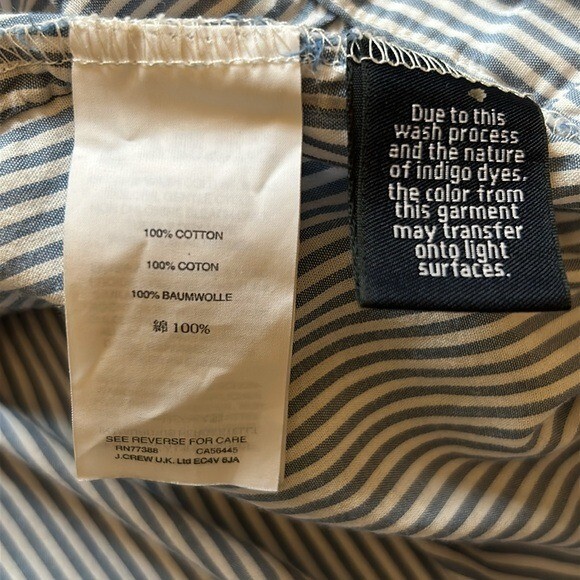 100% COTTON
100% COTON
100% BAUMWOLLE
綿 100%
SEE REVERSE FOR CARE
RN77388 CA56445
J.CREW U.K. Ltd EC4V 6JA
Due to this
wash process
and the nature
of indigo dyes,
the color from
this garment
may transfer
onto light
surfaces.